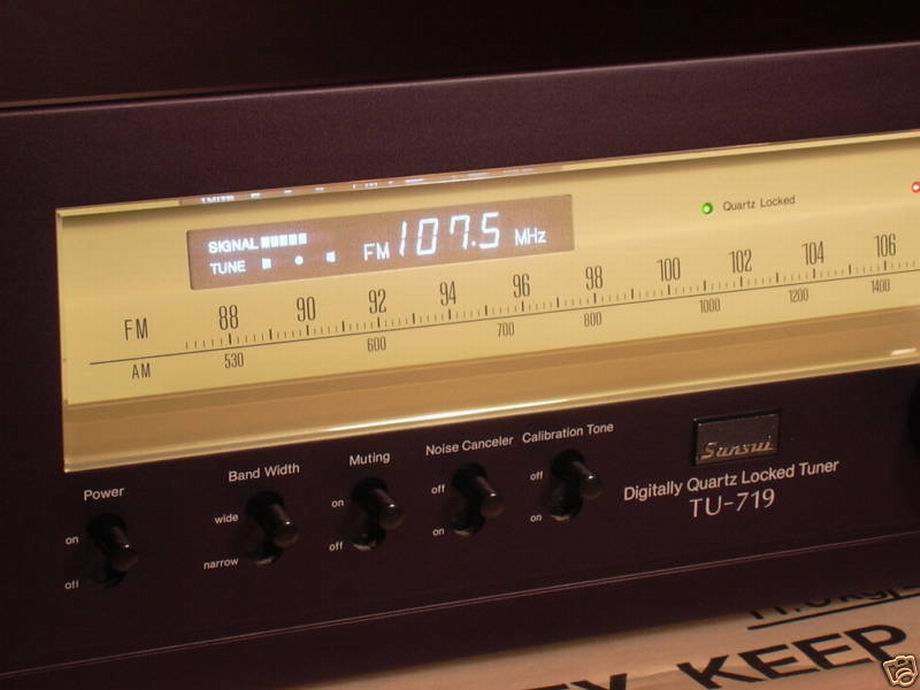 SIGNAL
TUNE
FM 107.5 MHz
Quartz Locked
FM 88 90 92 94 96 98 100 102 104 106
AM 530 600 700 800 1000 1200 1400
Power
on
off
Band Width
wide
narrow
Muting
on
off
Noise Canceler
off
on
Calibration Tone
off
on
Sansui
Digitally Quartz Locked Tuner
TU-719
KEEP